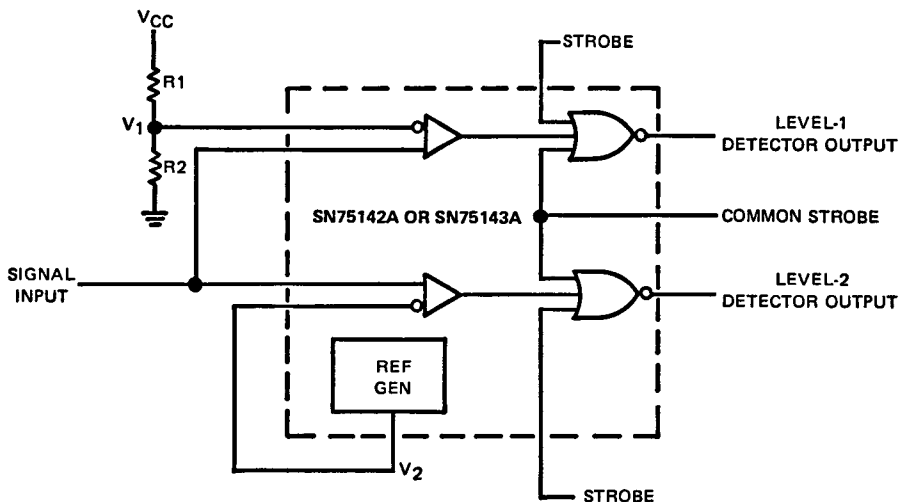 VCC
STROBE
R1
V1
R2
LEVEL-1
DETECTOR OUTPUT
SN75142A OR SN75143A
COMMON STROBE
SIGNAL
INPUT
LEVEL-2
DETECTOR OUTPUT
REF
GEN
V2
STROBE